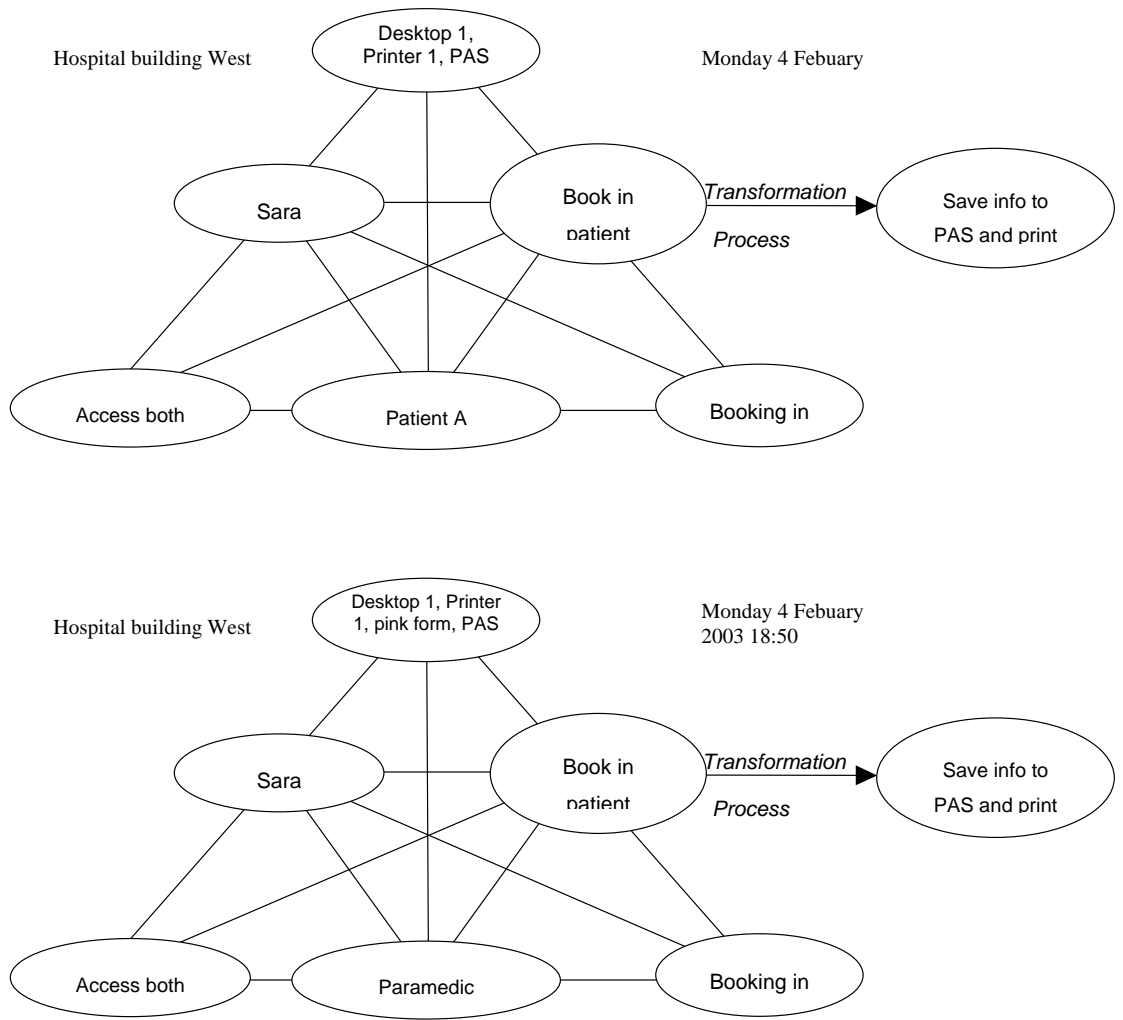 Hospital building West
Desktop 1,
Printer 1, PAS
Monday 4 Febuary
Sara
Book in
patient
Transformation
Process
Save info to
PAS and print
Access both
Patient A
Booking in
Hospital building West
Desktop 1, Printer
1, pink form, PAS
Monday 4 Febuary
2003 18:50
Sara
Book in
patient
Transformation
Process
Save info to
PAS and print
Access both
Paramedic
Booking in